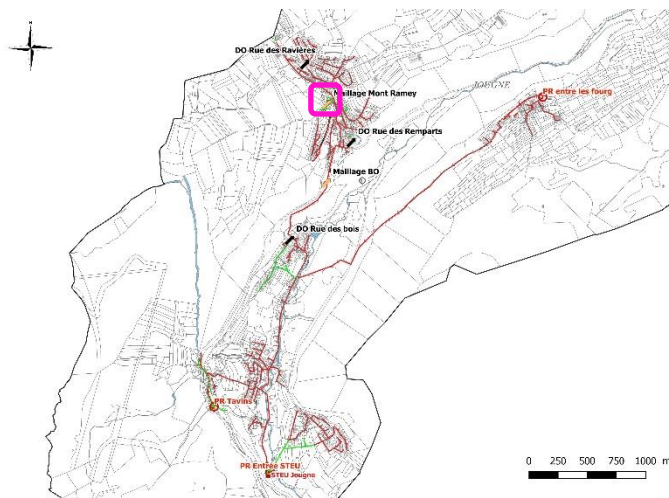 DO Rue des Ravières
Maillage Mont Ramey
JOUGNE
PR entre les fourg
DO Rue des Remparts
Maillage BO
DO Rue des bois
PR Tavins
PR Entrée STEU
STEU Jougne
0 250 500 750 1000 m